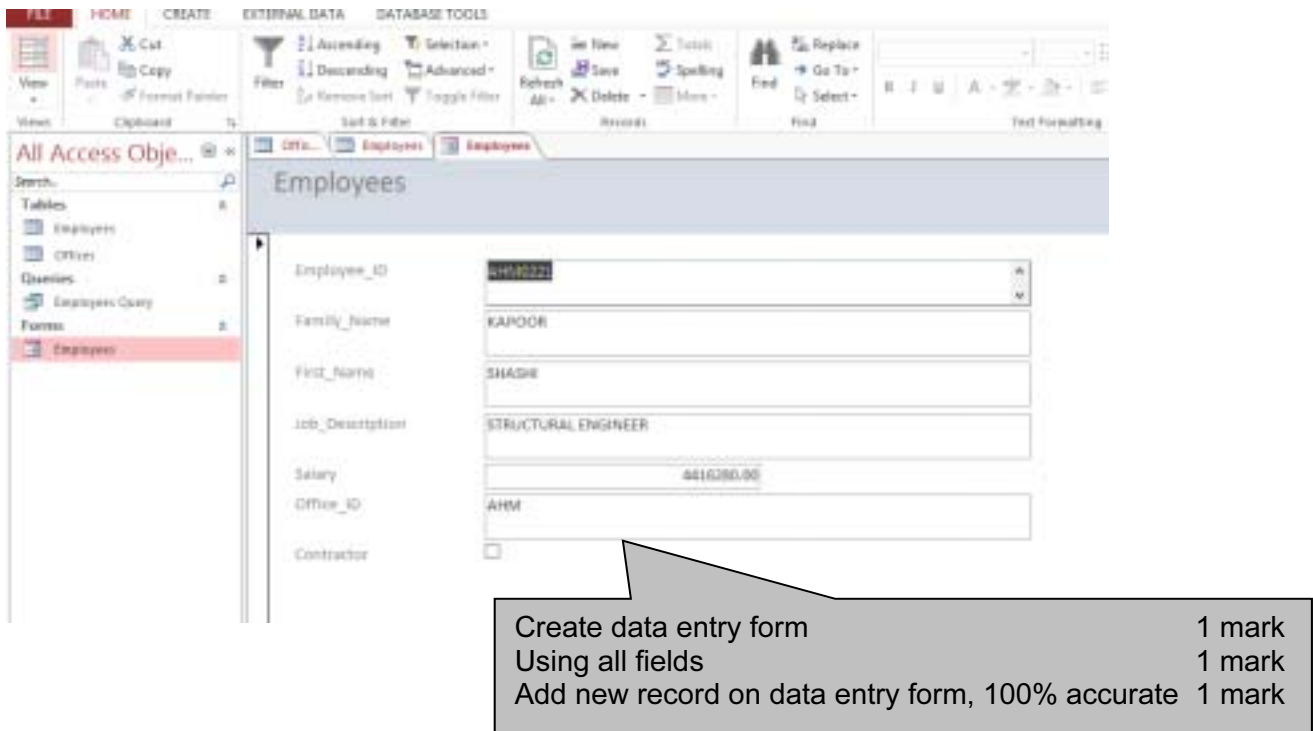 FILE HOME CREATE EXTERNAL DATA DATABASE TOOLS
View Paste Cut Copy Format Painter Filter Ascending Descending Remove Sort Selection Advanced Toggle Filter Refresh All New Save Delete Totals Spelling More Find Replace Go To Select B I U A
Views Clipboard Sort & Filter Records Find Text Formatting
All Access Obje...
Search..
Tables
Employees
Offices
Queries
Employees Query
Forms
Employees
Offic... Employees Employees
Employees
Employee_ID
Family_Name KAPOOR
First_Name SHASHI
Job_Description STRUCTURAL ENGINEER
Salary 4416280.00
Office_ID AHM
Contractor
Create data entry form 1 mark
Using all fields 1 mark
Add new record on data entry form, 100% accurate 1 mark